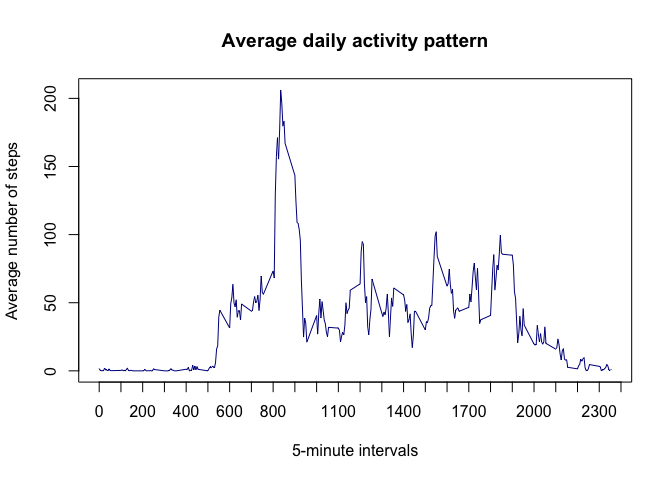 Average daily activity pattern
Average number of steps
200
150
100
50
0
0 200 400 600 800 1100 1400 1700 2000 2300
5-minute intervals